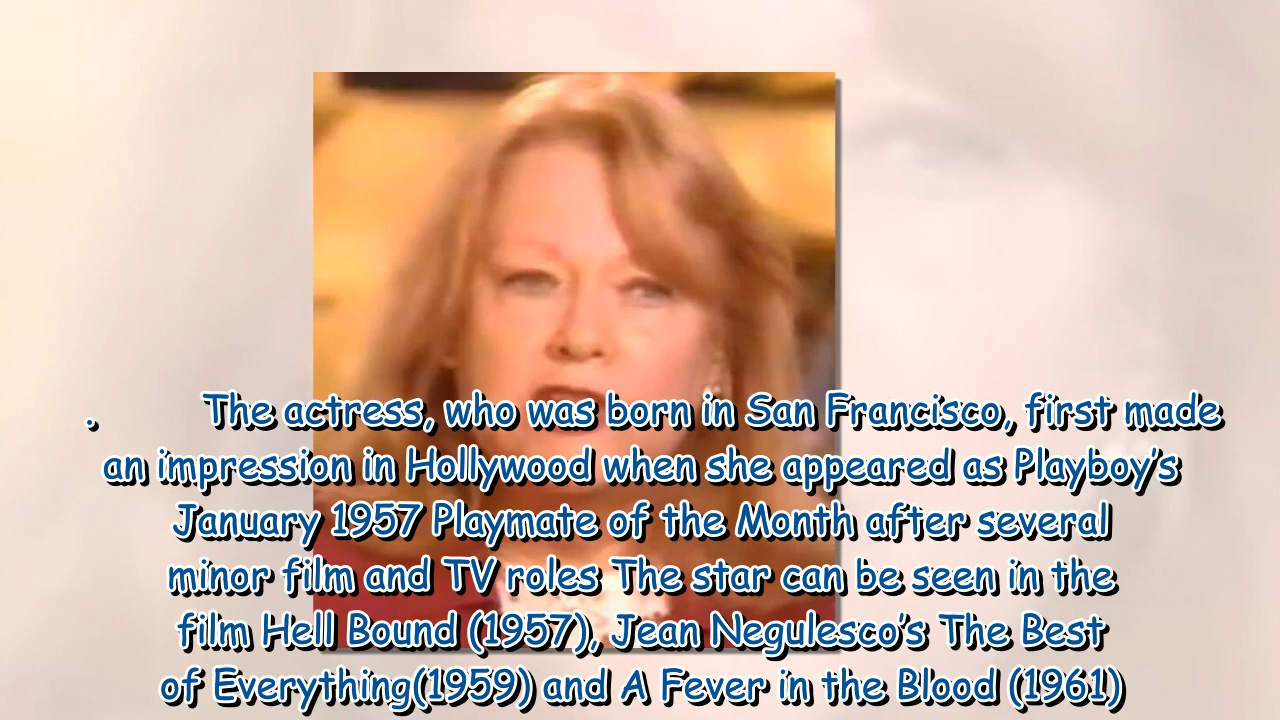 . The actress, who was born in San Francisco, first made
an impression in Hollywood when she appeared as Playboy’s
January 1957 Playmate of the Month after several
minor film and TV roles The star can be seen in the
film Hell Bound (1957), Jean Negulesco’s The Best
of Everything(1959) and A Fever in the Blood (1961)